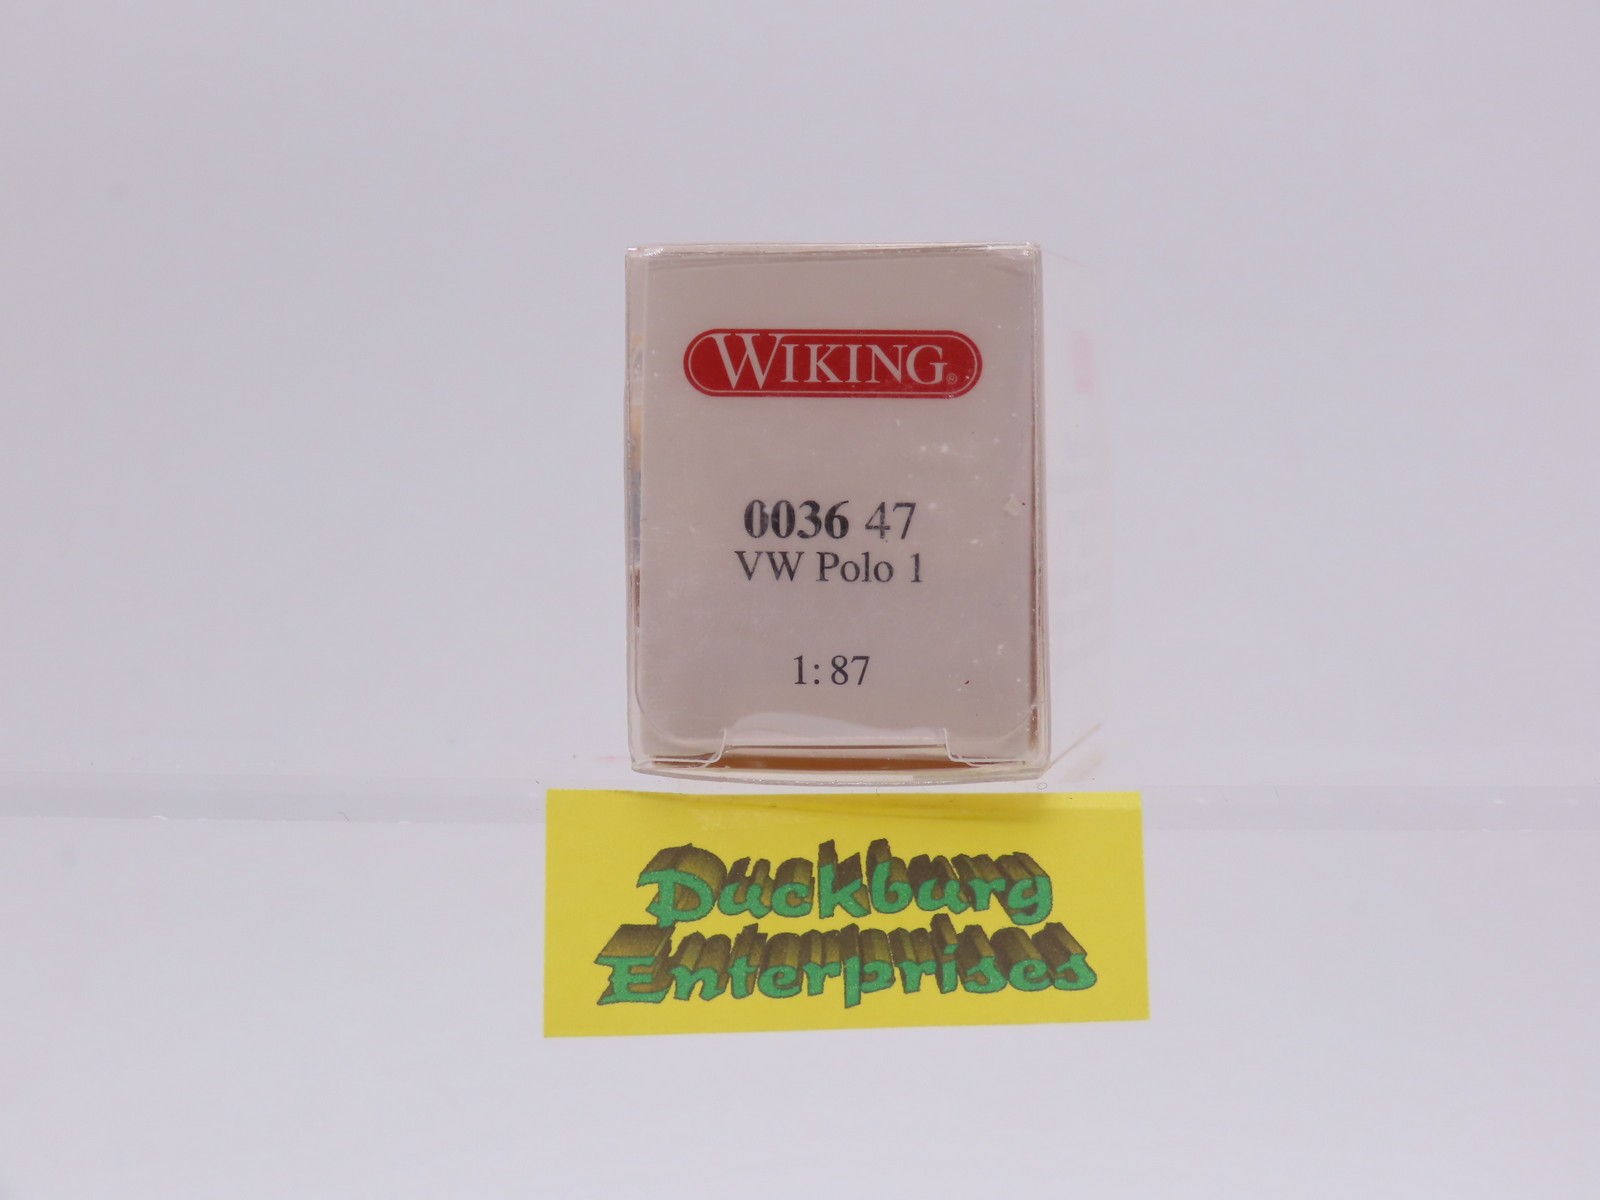 WIKING®
0036 47
VW Polo 1
1:87
Duckburg
Enterprises